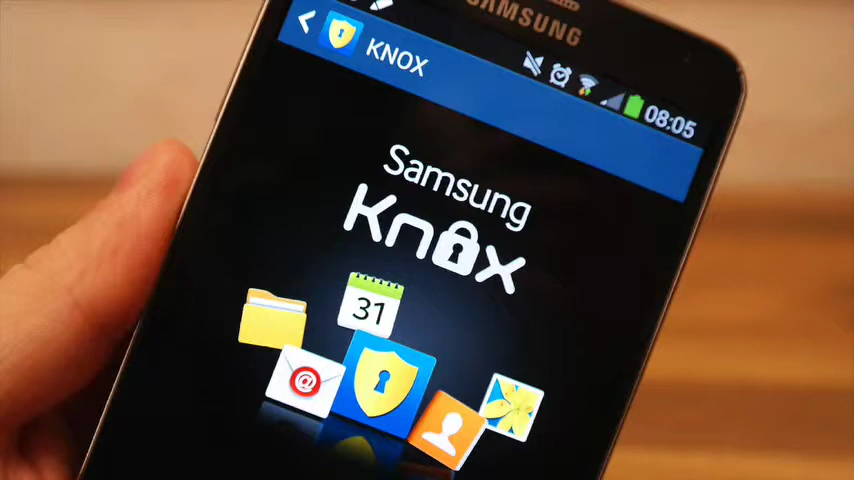 SAMSUNG
KNOX
08:05
Samsung
Knox
31
@